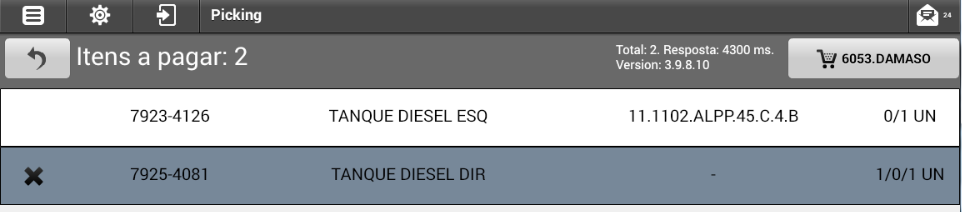 Picking
24
Itens a pagar: 2
Total: 2. Resposta: 4300 ms.
Version: 3.9.8.10
6053.DAMASO
7923-4126 TANQUE DIESEL ESQ 11.1102.ALPP.45.C.4.B 0/1 UN
7925-4081 TANQUE DIESEL DIR - 1/0/1 UN